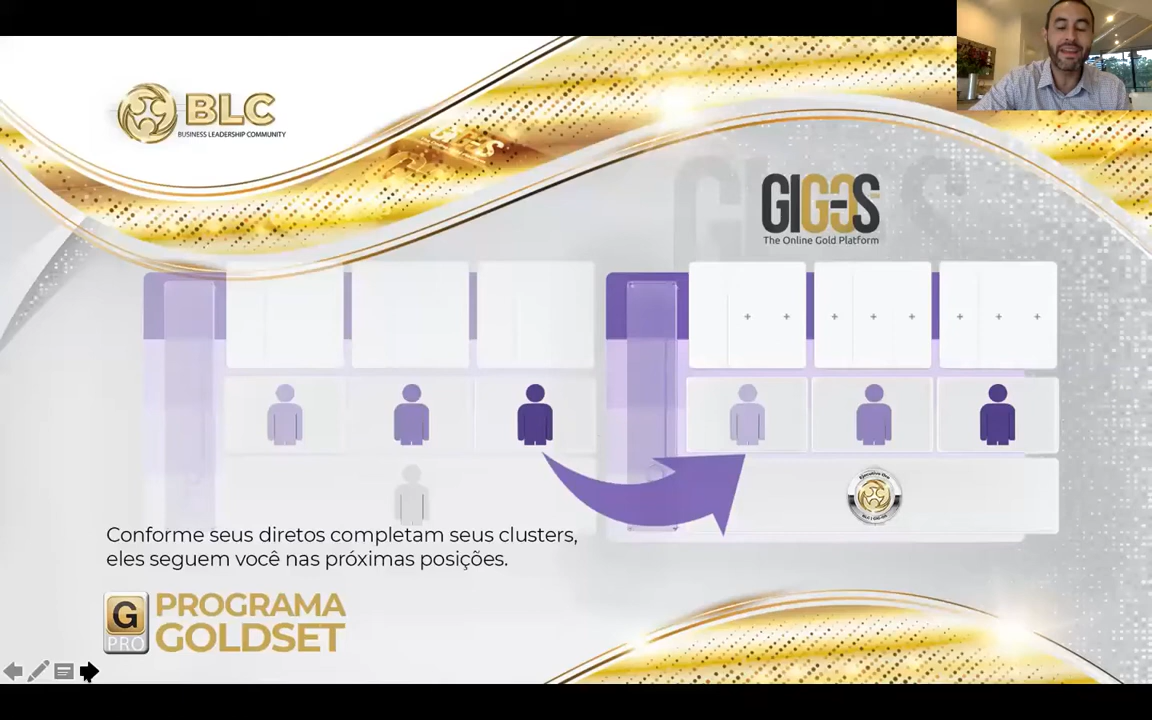 BLC
BUSINESS LEADERSHIP COMMUNITY
GIGOS
The Online Gold Platform
Conforme seus diretos completam seus clusters,
eles seguem você nas próximas posições.
G
PRO
PROGRAMA
GOLDSET